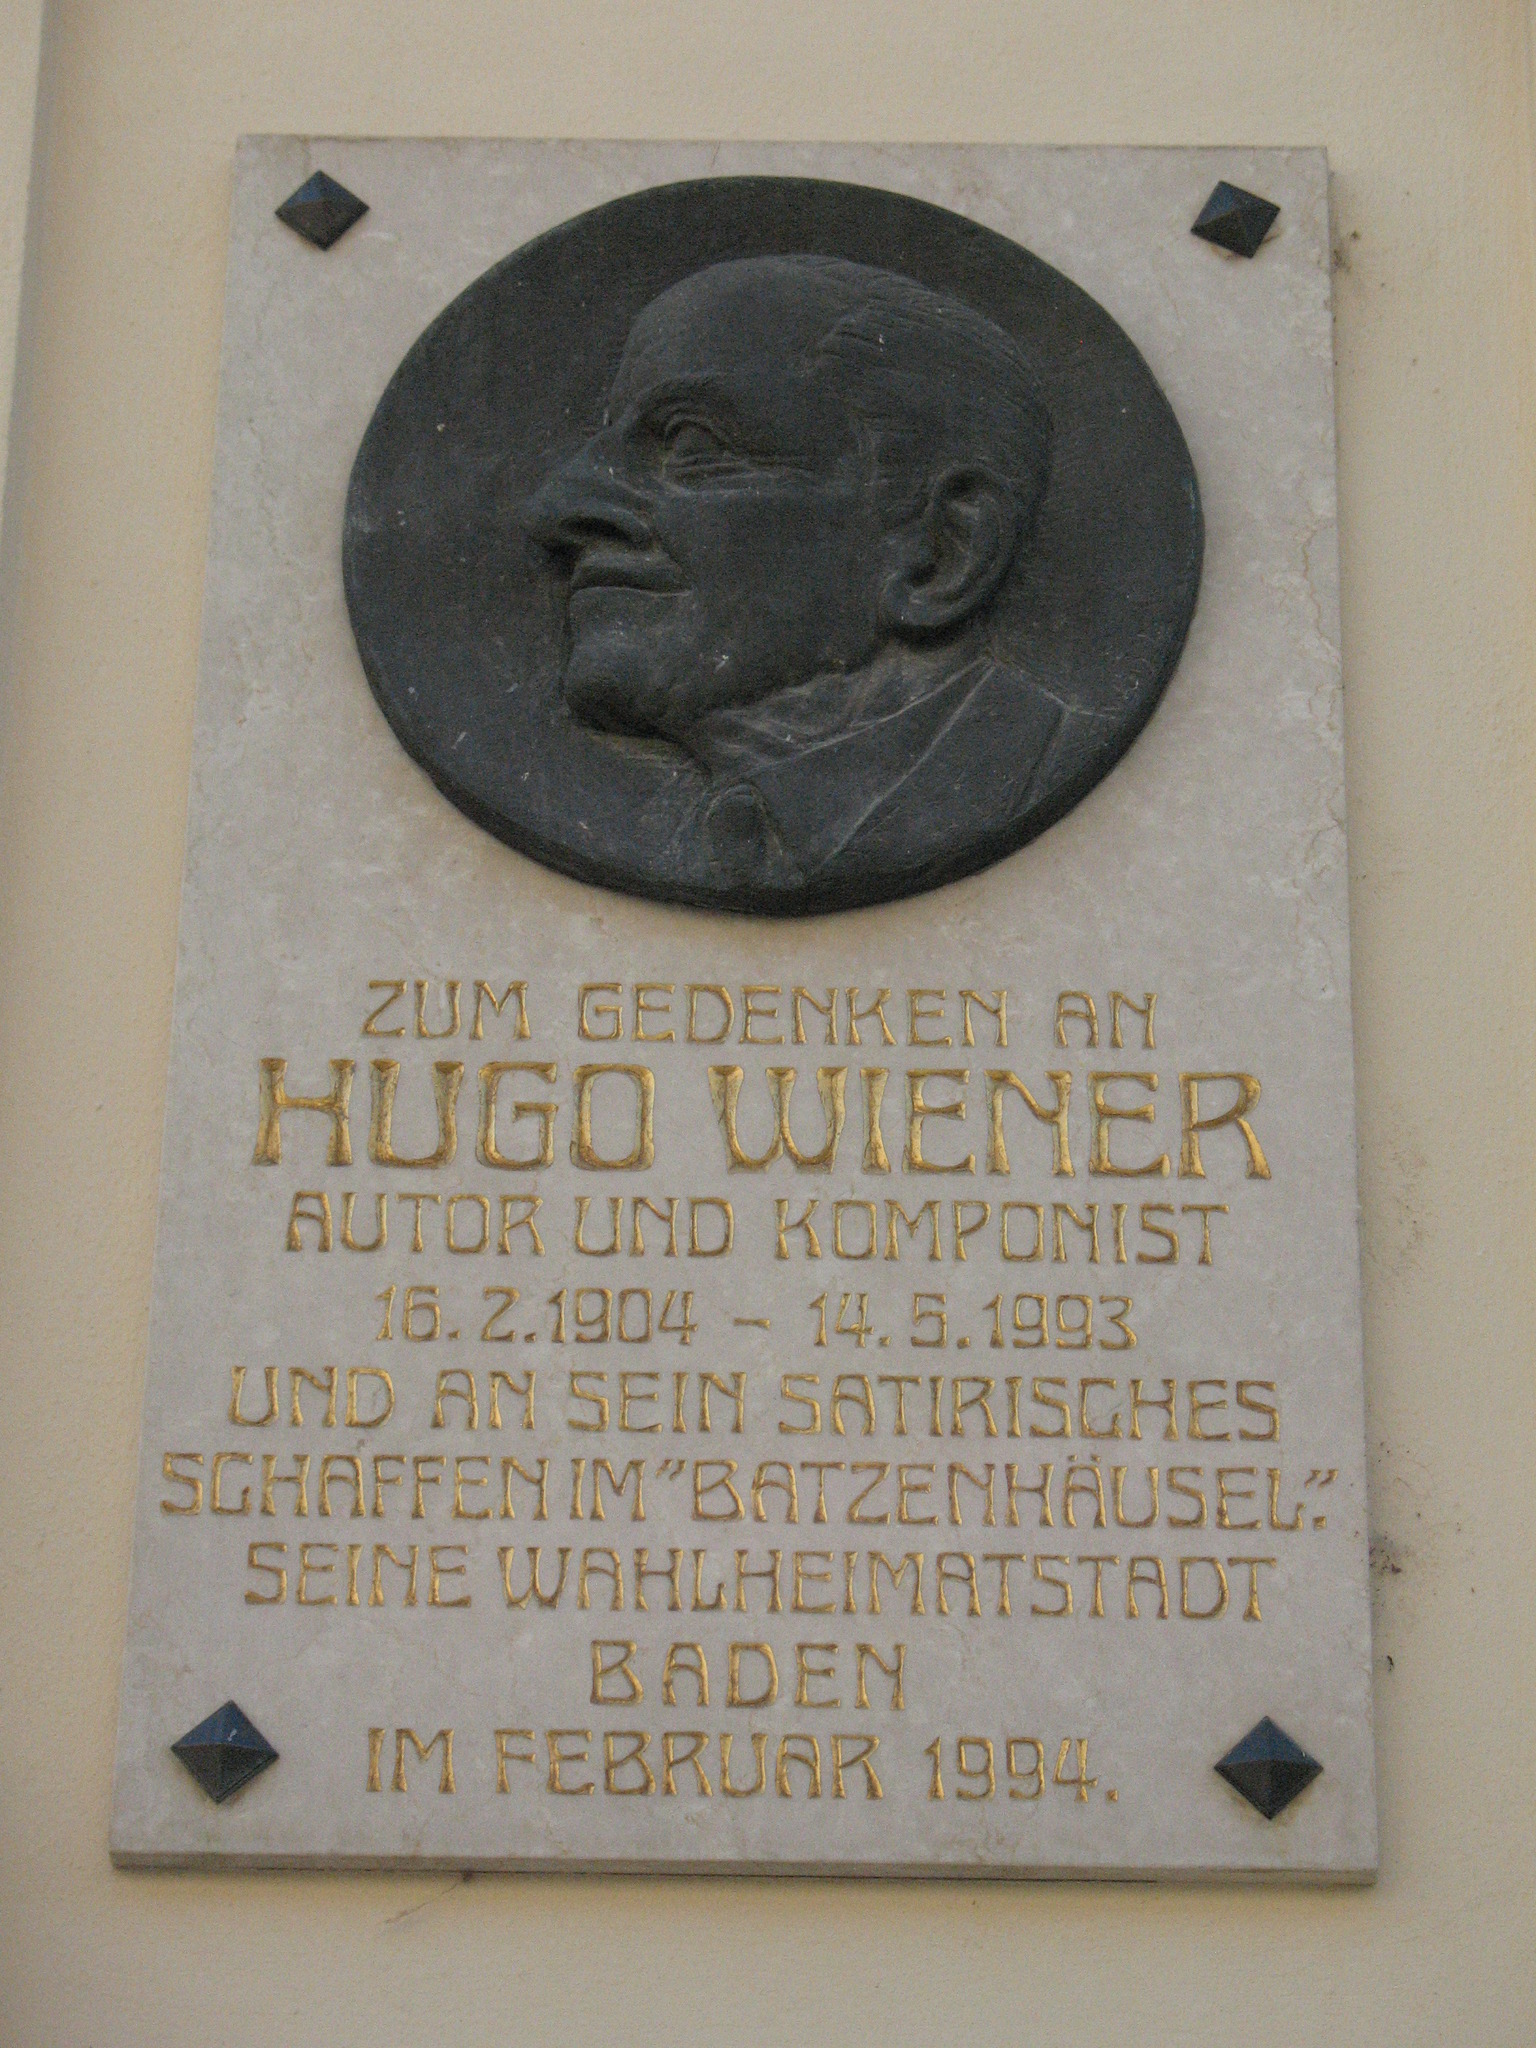 ZUM GEDENKEN AN
HUGO WIENER
AUTOR UND KOMPONIST
16.2.1904 - 14.5.1993
UND AN SEIN SATIRISCHES
SCHAFFEN IM "BATZENHÄUSEL".
SEINE WAHLHEIMATSTADT
BADEN
IM FEBRUAR 1994.